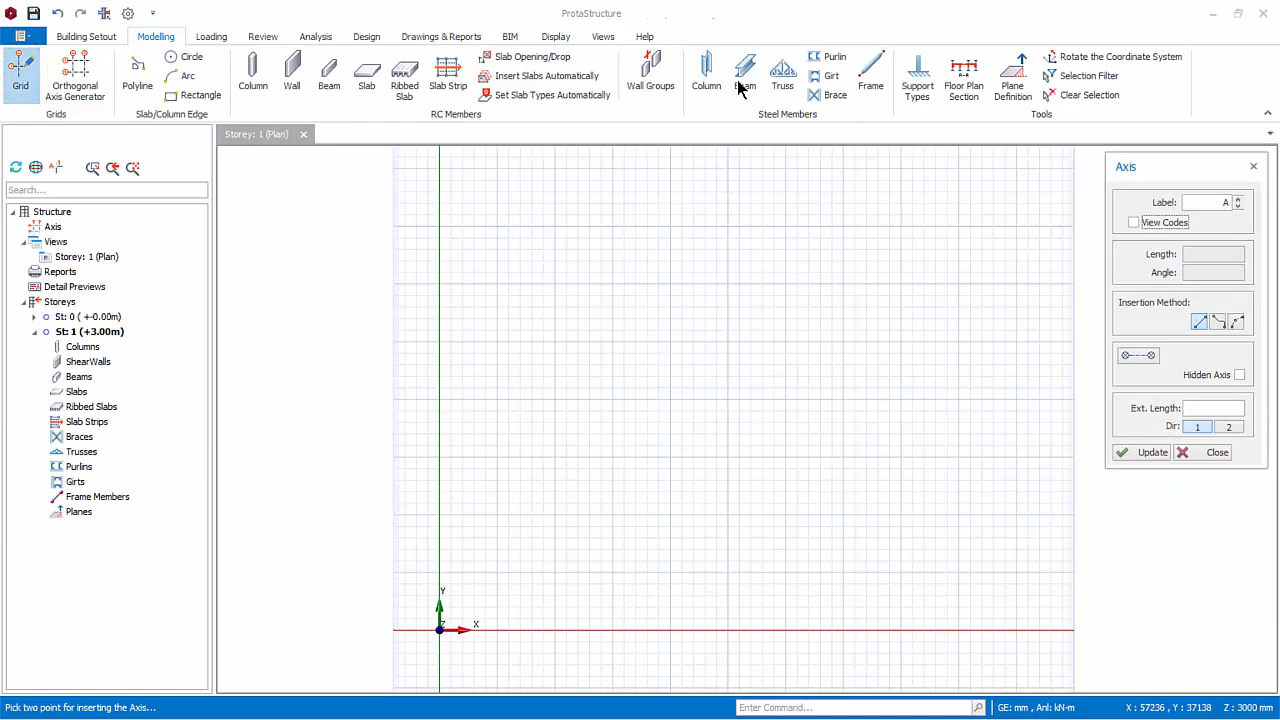 ProtaStructure
Building Setout Modelling Loading Review Analysis Design Drawings & Reports BIM Display Views Help
Grid
Orthogonal Axis Generator
Grids
Polyline
Circle
Arc
Rectangle
Slab/Column Edge
Column
Wall
Beam
Slab
Ribbed Slab
Slab Strip
Slab Opening/Drop
Insert Slabs Automatically
Set Slab Types Automatically
RC Members
Wall Groups
Column
Beam
Truss
Purlin
Girt
Brace
Frame
Steel Members
Support Types
Floor Plan Section
Plane Definition
Rotate the Coordinate System
Selection Filter
Clear Selection
Tools
Storey: 1 (Plan)
Search...
Structure
Axis
Views
Storey: 1 (Plan)
Reports
Detail Previews
Storeys
St: 0 ( +-0.00m)
St: 1 (+3.00m)
Columns
ShearWalls
Beams
Slabs
Ribbed Slabs
Slab Strips
Braces
Trusses
Purlins
Girts
Frame Members
Planes
Y
Z
X
Axis
Label: A
View Codes
Length:
Angle:
Insertion Method:
Hidden Axis
Ext. Length:
Dir: 1 2
Update Close
Pick two point for inserting the Axis...
Enter Command...
GE: mm , Anl: kN-m
X : 57236 , Y : 37138
Z : 3000 mm